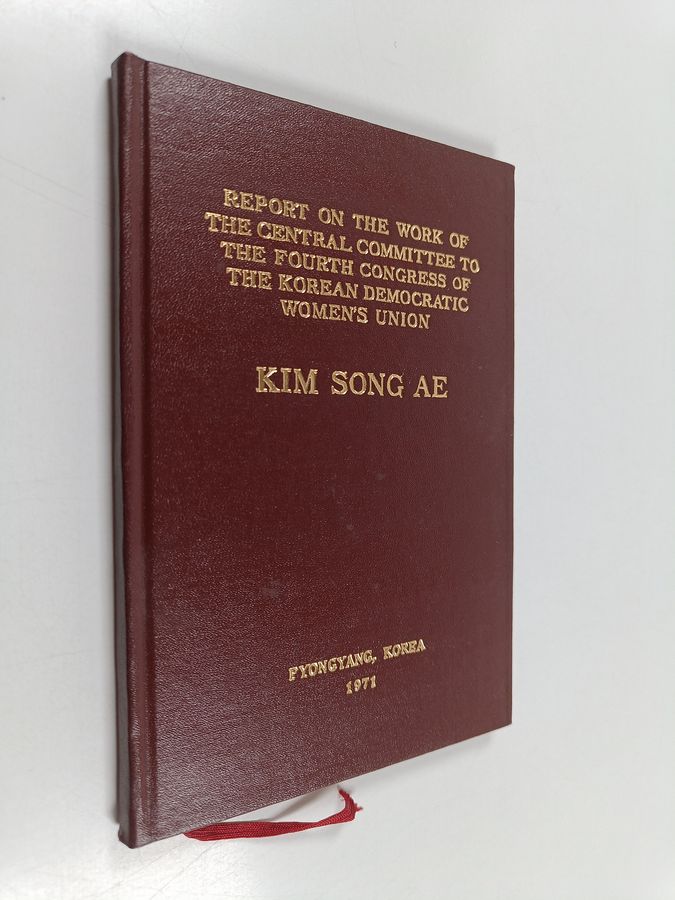 REPORT ON THE WORK OF
THE CENTRAL COMMITTEE TO
THE FOURTH CONGRESS OF
THE KOREAN DEMOCRATIC
WOMEN'S UNION
KIM SONG AE
PYONGYANG, KOREA
1971